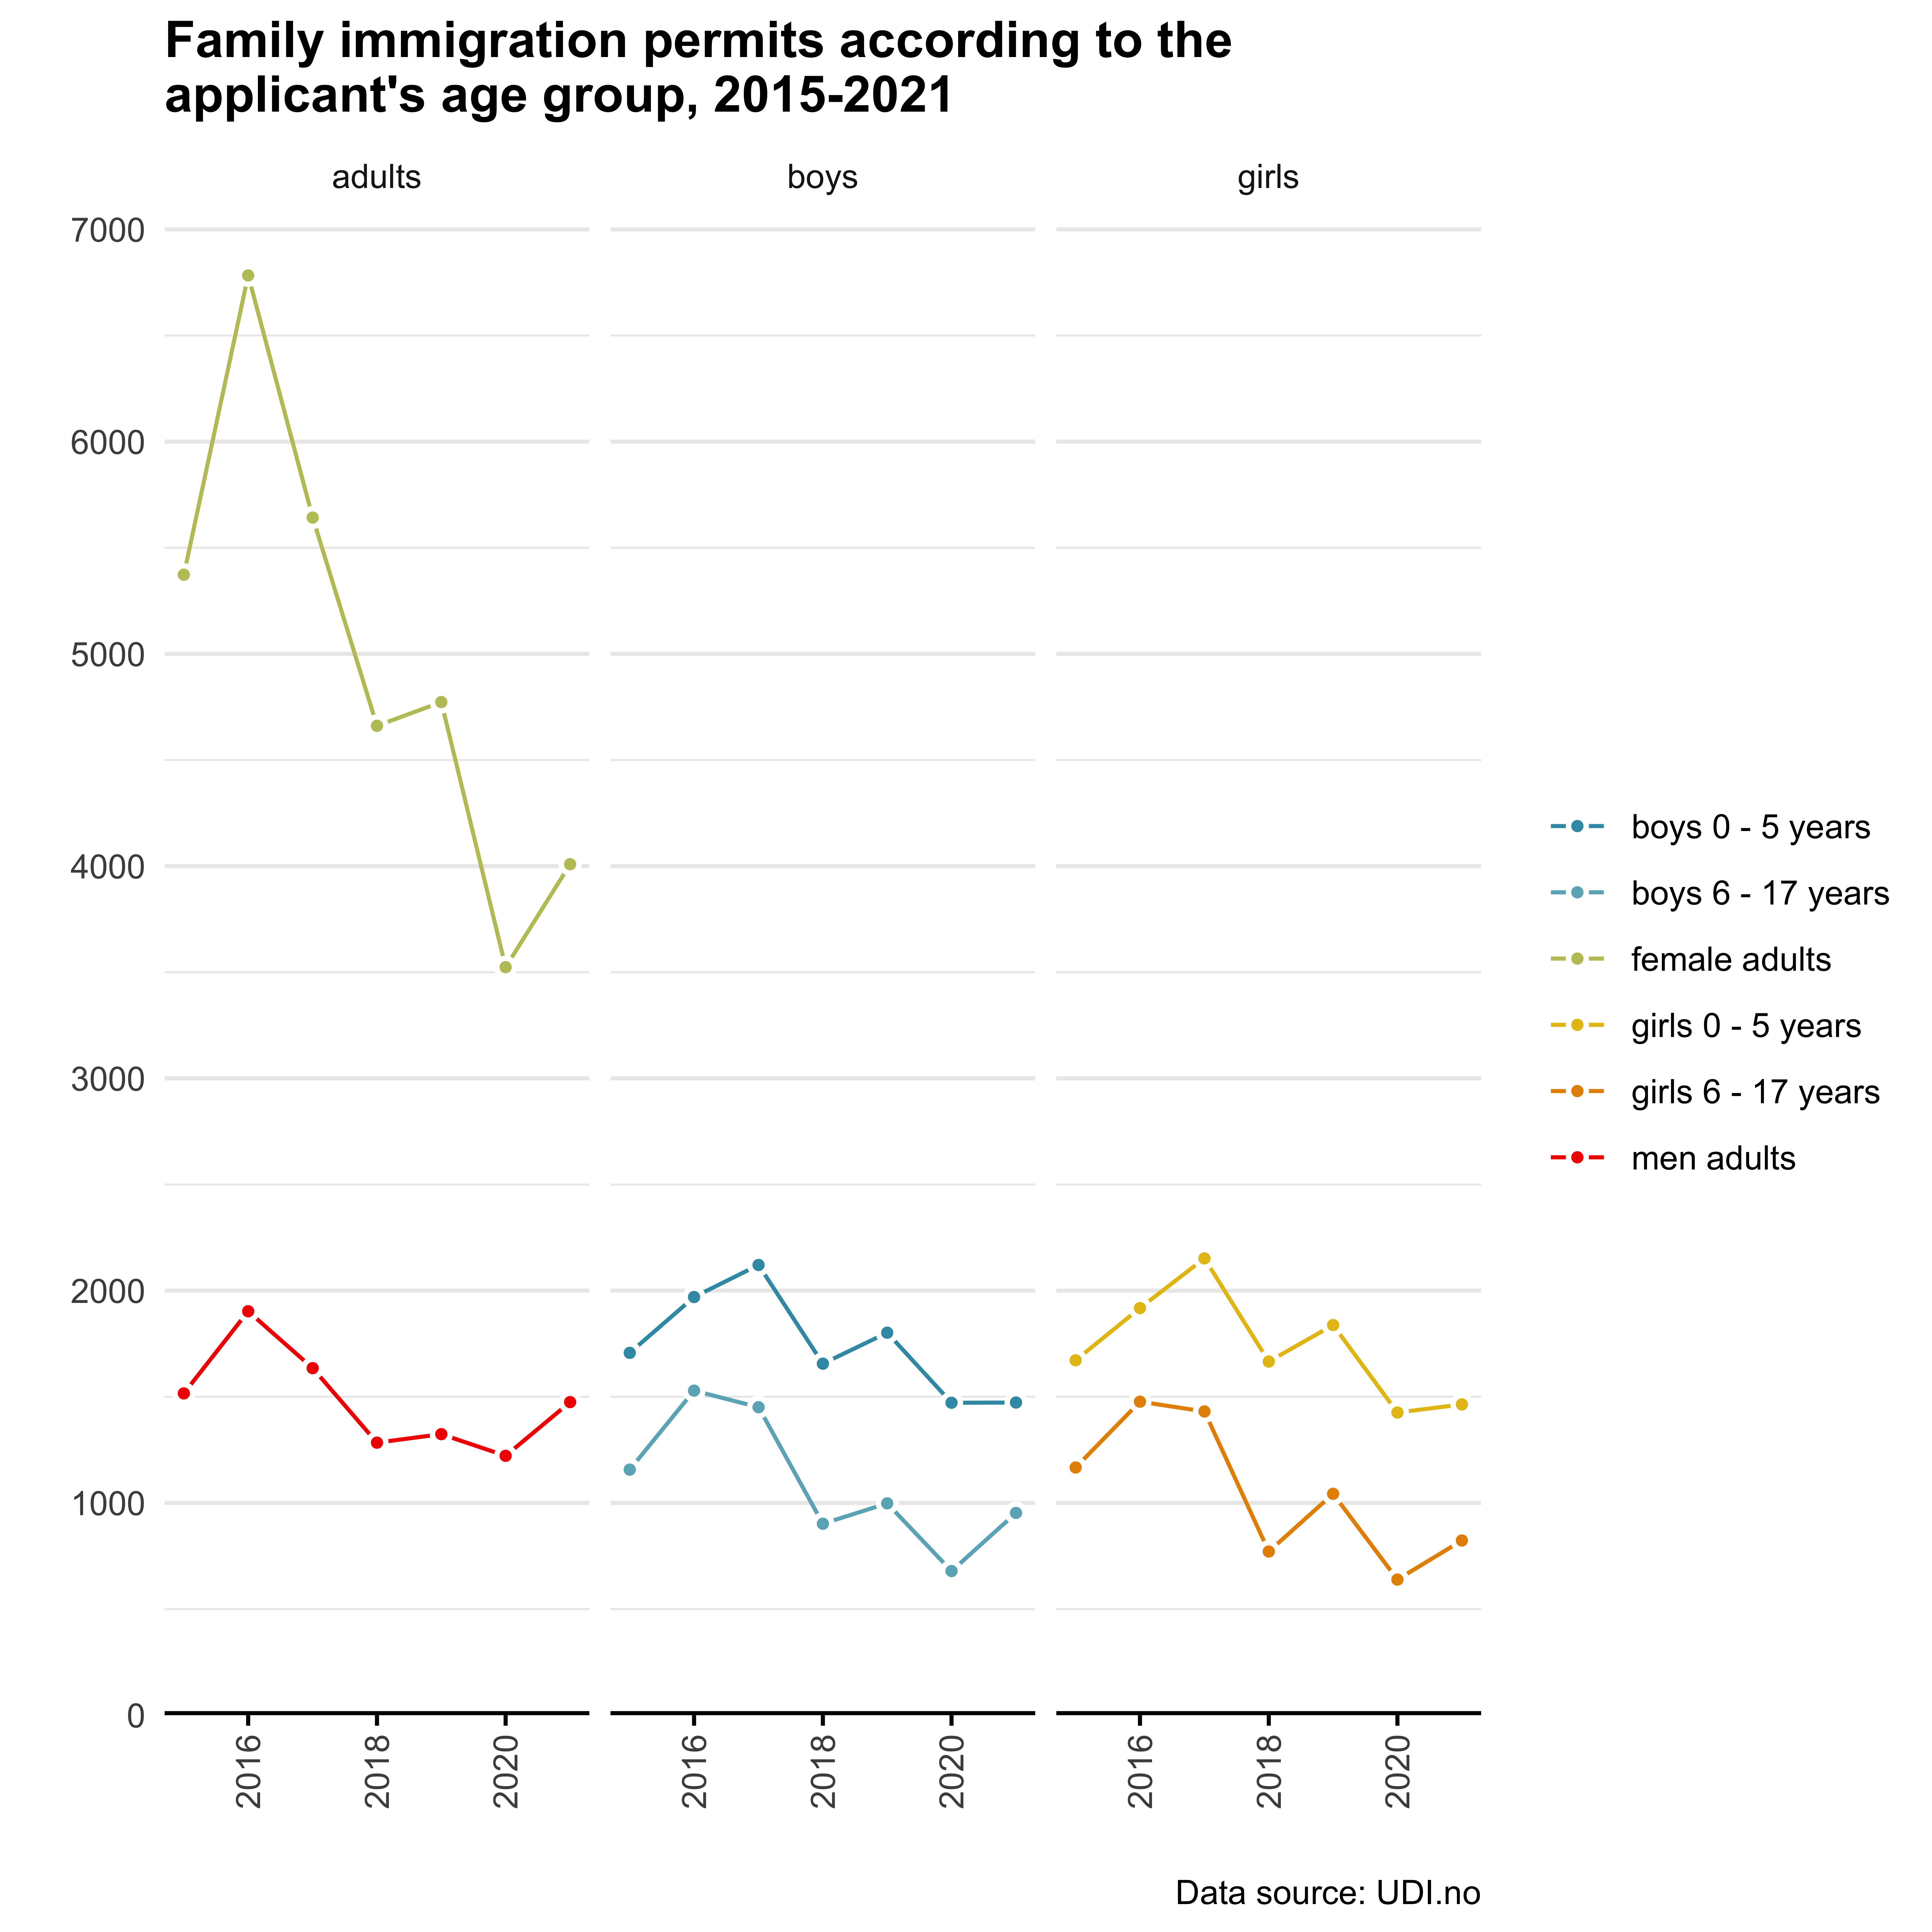 Family immigration permits according to the
applicant's age group, 2015-2021
adults
boys
girls
7000
6000
5000
4000
3000
2000
1000
0
2016
2018
2020
2016
2018
2020
2016
2018
2020
boys 0 - 5 years
boys 6 - 17 years
female adults
girls 0 - 5 years
girls 6 - 17 years
men adults
Data source: UDI.no